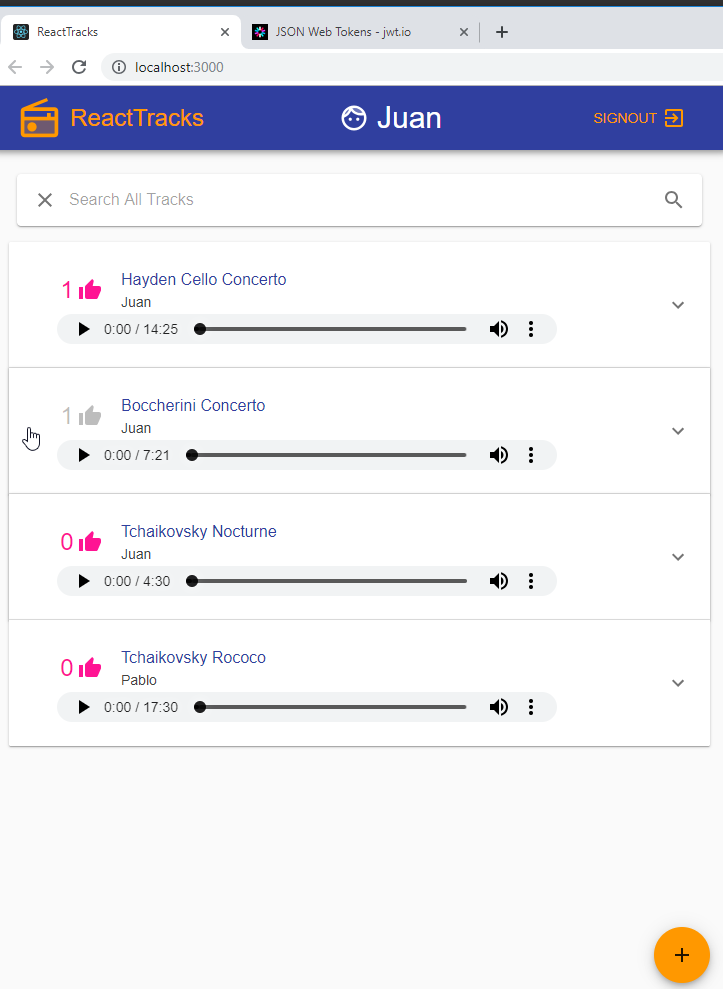 ReactTracks
JSON Web Tokens - jwt.io
localhost:3000
ReactTracks
Juan
SIGNOUT
Search All Tracks
1
Hayden Cello Concerto
Juan
0:00 / 14:25
1
Boccherini Concerto
Juan
0:00 / 7:21
0
Tchaikovsky Nocturne
Juan
0:00 / 4:30
0
Tchaikovsky Rococo
Pablo
0:00 / 17:30